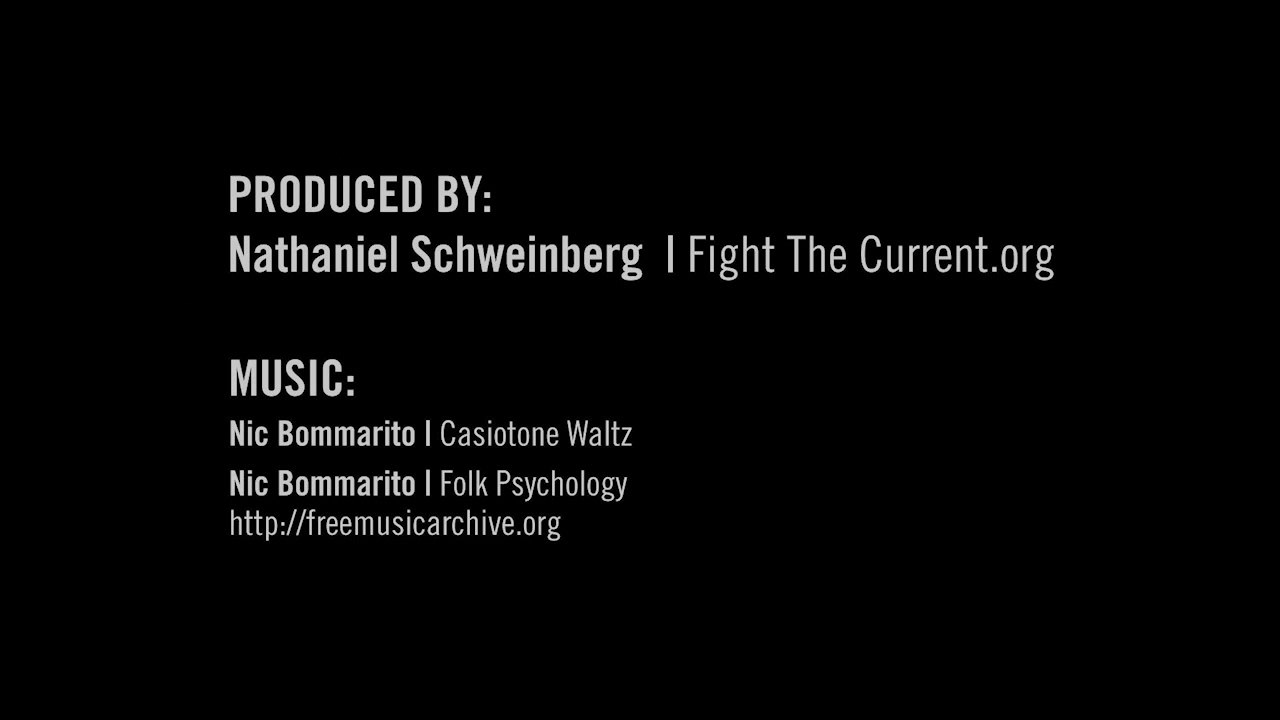 PRODUCED BY:
Nathaniel Schweinberg | Fight The Current.org
MUSIC:
Nic Bommarito | Casiotone Waltz
Nic Bommarito | Folk Psychology
http://freemusicarchive.org